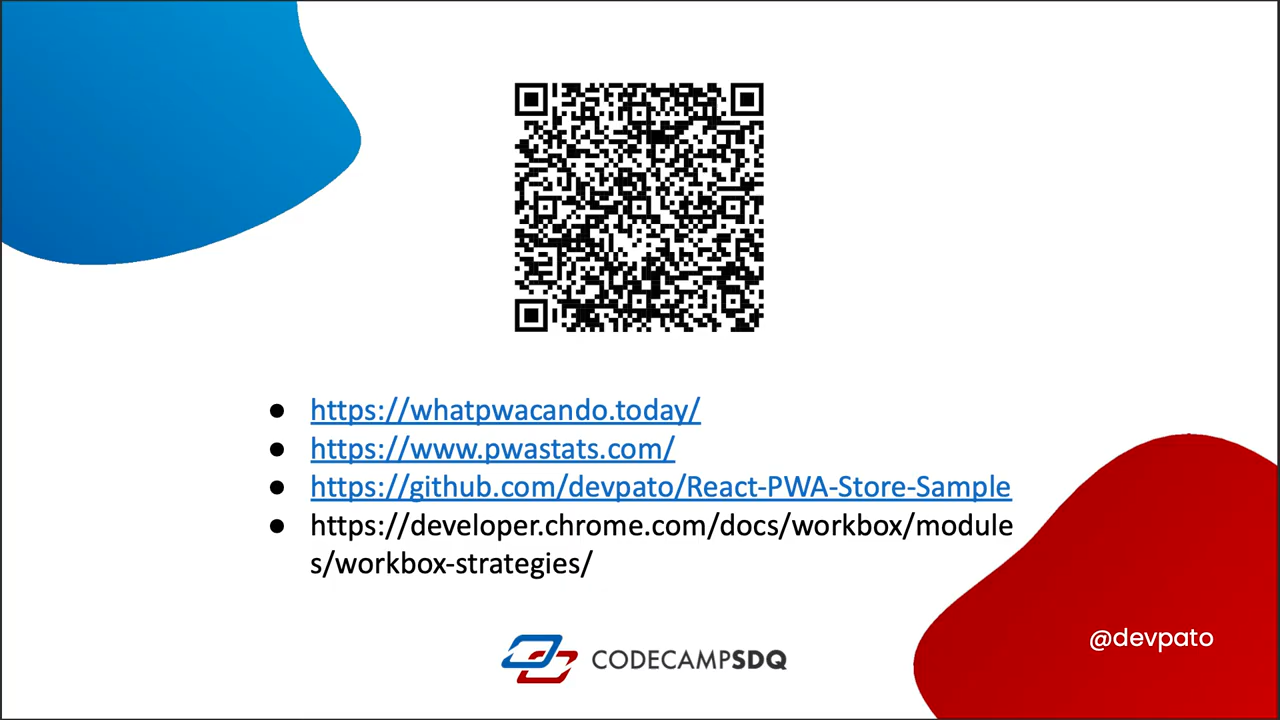 https://whatpwacando.today/
https://www.pwastats.com/
https://github.com/devpato/React-PWA-Store-Sample
https://developer.chrome.com/docs/workbox/module
s/workbox-strategies/
@devpato
CODECAMPSDQ